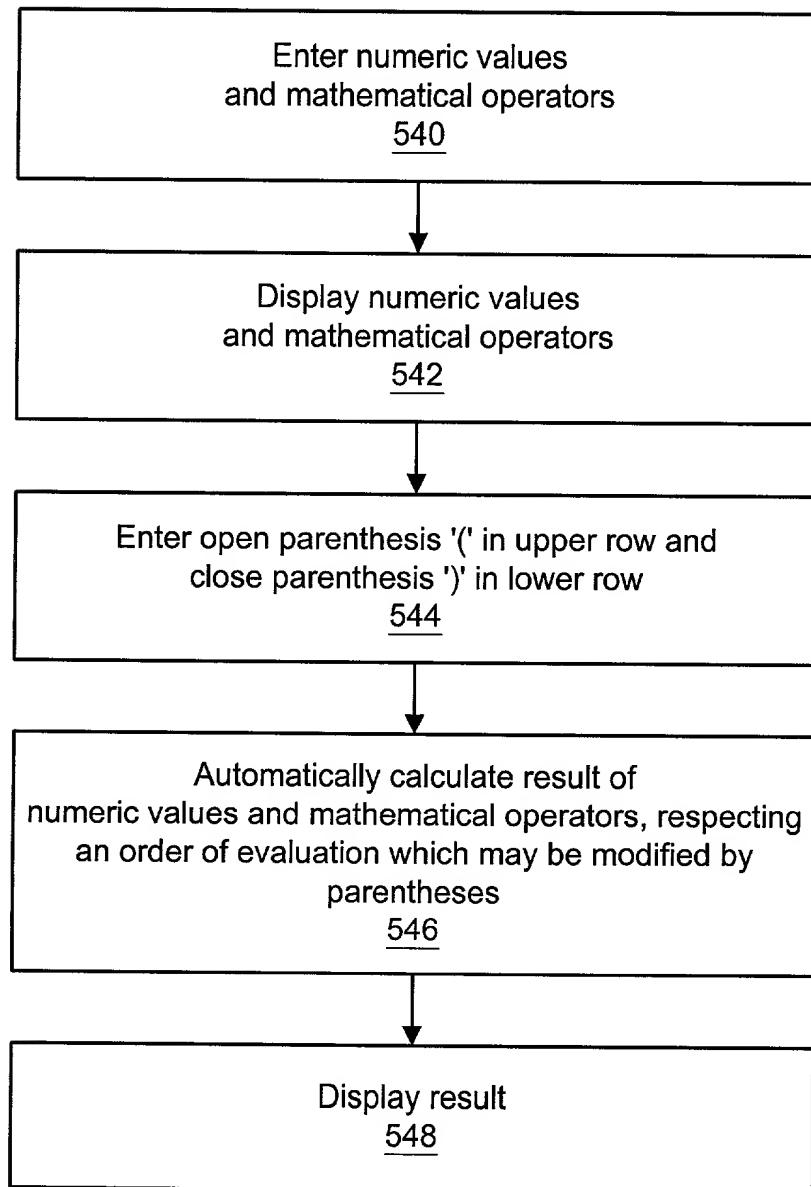 Enter numeric values
and mathematical operators
540
Display numeric values
and mathematical operators
542
Enter open parenthesis '(' in upper row and
close parenthesis ')' in lower row
544
Automatically calculate result of
numeric values and mathematical operators, respecting
an order of evaluation which may be modified by
parentheses
546
Display result
548